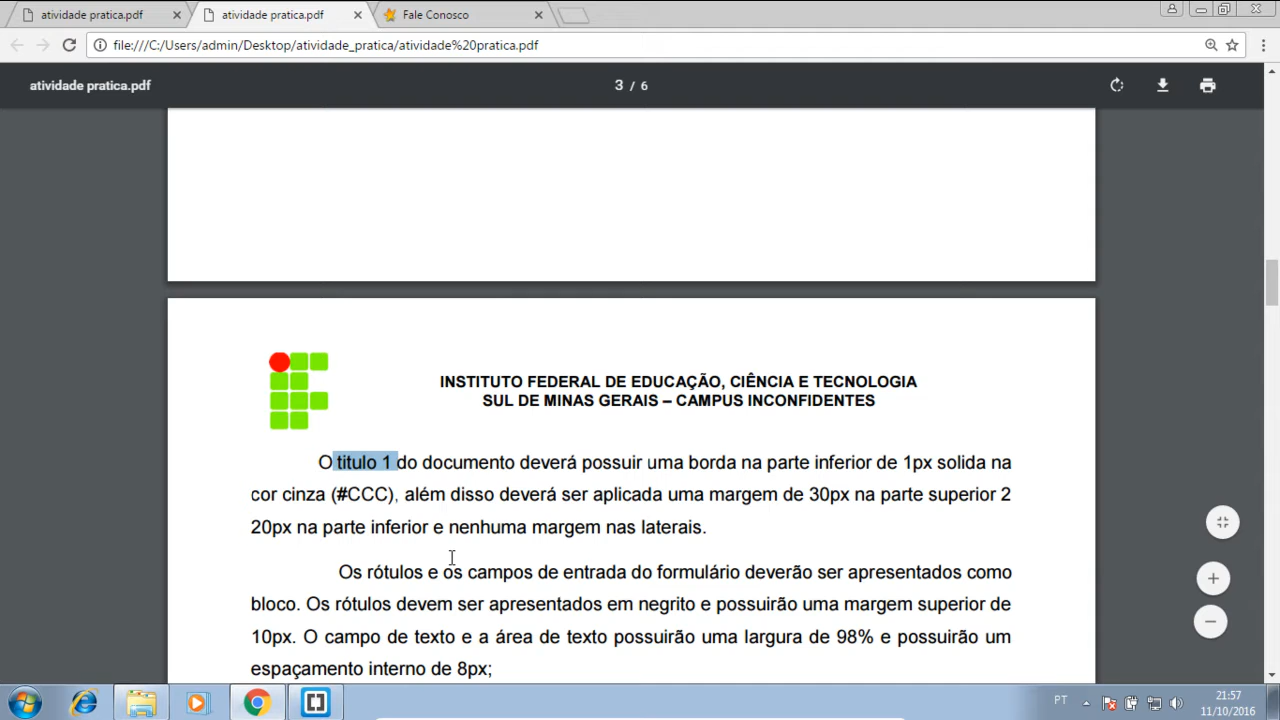 atividade pratica.pdf
atividade pratica.pdf
Fale Conosco
file:///C:/Users/admin/Desktop/atividade_pratica/atividade%20pratica.pdf
atividade pratica.pdf
3 / 6
INSTITUTO FEDERAL DE EDUCAÇÃO, CIÊNCIA E TECNOLOGIA
SUL DE MINAS GERAIS – CAMPUS INCONFIDENTES
O titulo 1 do documento deverá possuir uma borda na parte inferior de 1px solida na
cor cinza (#CCC), além disso deverá ser aplicada uma margem de 30px na parte superior 2
20px na parte inferior e nenhuma margem nas laterais.
Os rótulos e os campos de entrada do formulário deverão ser apresentados como
bloco. Os rótulos devem ser apresentados em negrito e possuirão uma margem superior de
10px. O campo de texto e a área de texto possuirão uma largura de 98% e possuirão um
espaçamento interno de 8px;
PT
21:57
11/10/2016